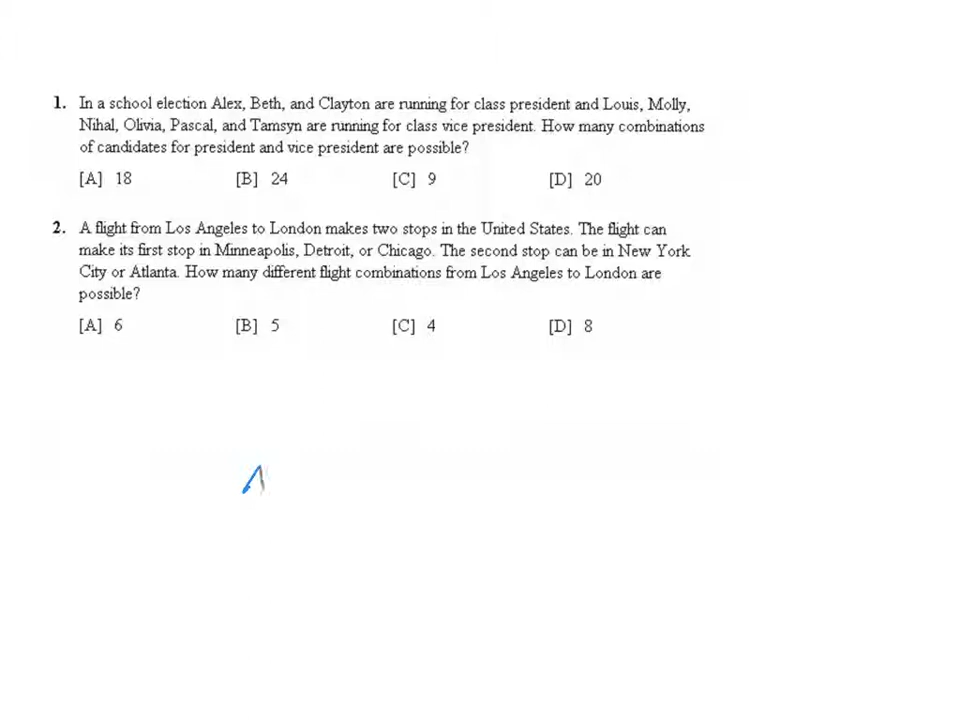 1. In a school election Alex, Beth, and Clayton are running for class president and Louis, Molly,
Nihal, Olivia, Pascal, and Tamsyn are running for class vice president. How many combinations
of candidates for president and vice president are possible?
[A] 18 [B] 24 [C] 9 [D] 20
2. A flight from Los Angeles to London makes two stops in the United States. The flight can
make its first stop in Minneapolis, Detroit, or Chicago. The second stop can be in New York
City or Atlanta. How many different flight combinations from Los Angeles to London are
possible?
[A] 6 [B] 5 [C] 4 [D] 8